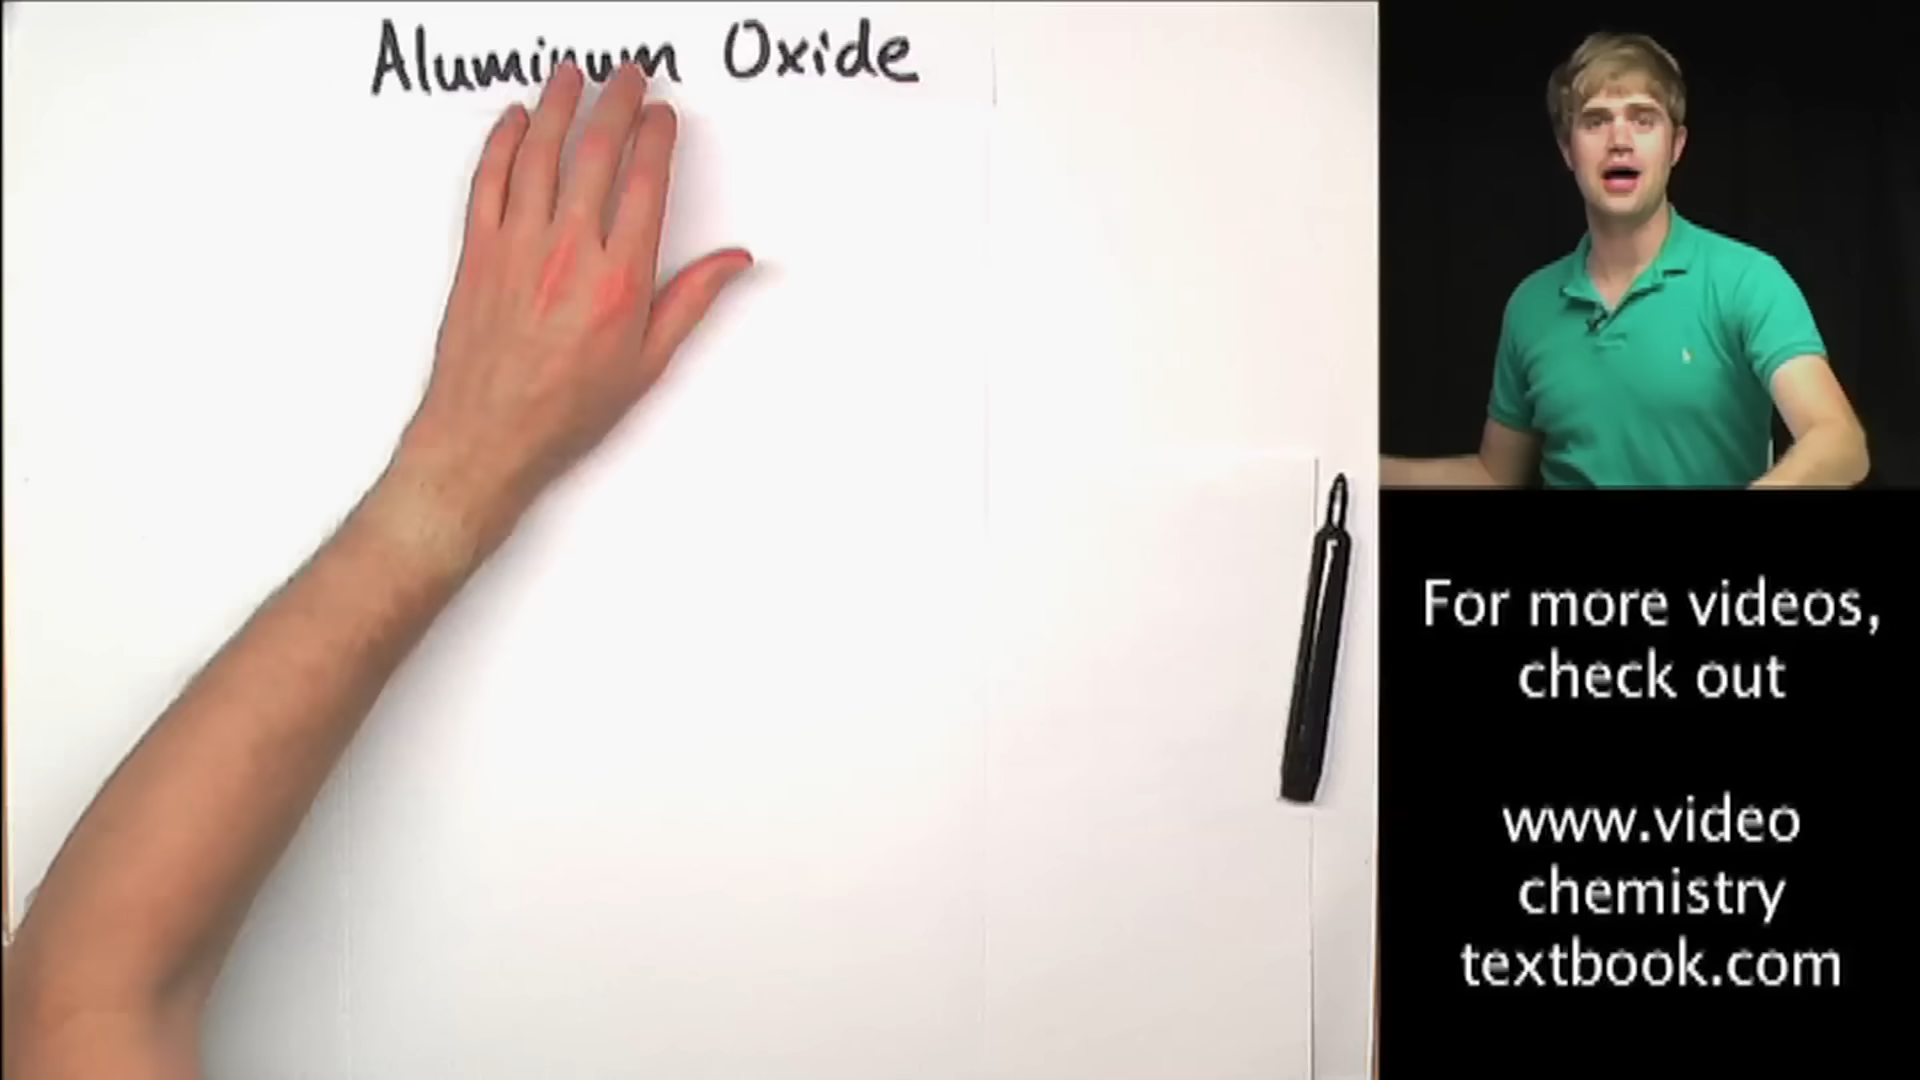 Aluminum Oxide
For more videos,
check out
www.video
chemistry
textbook.com